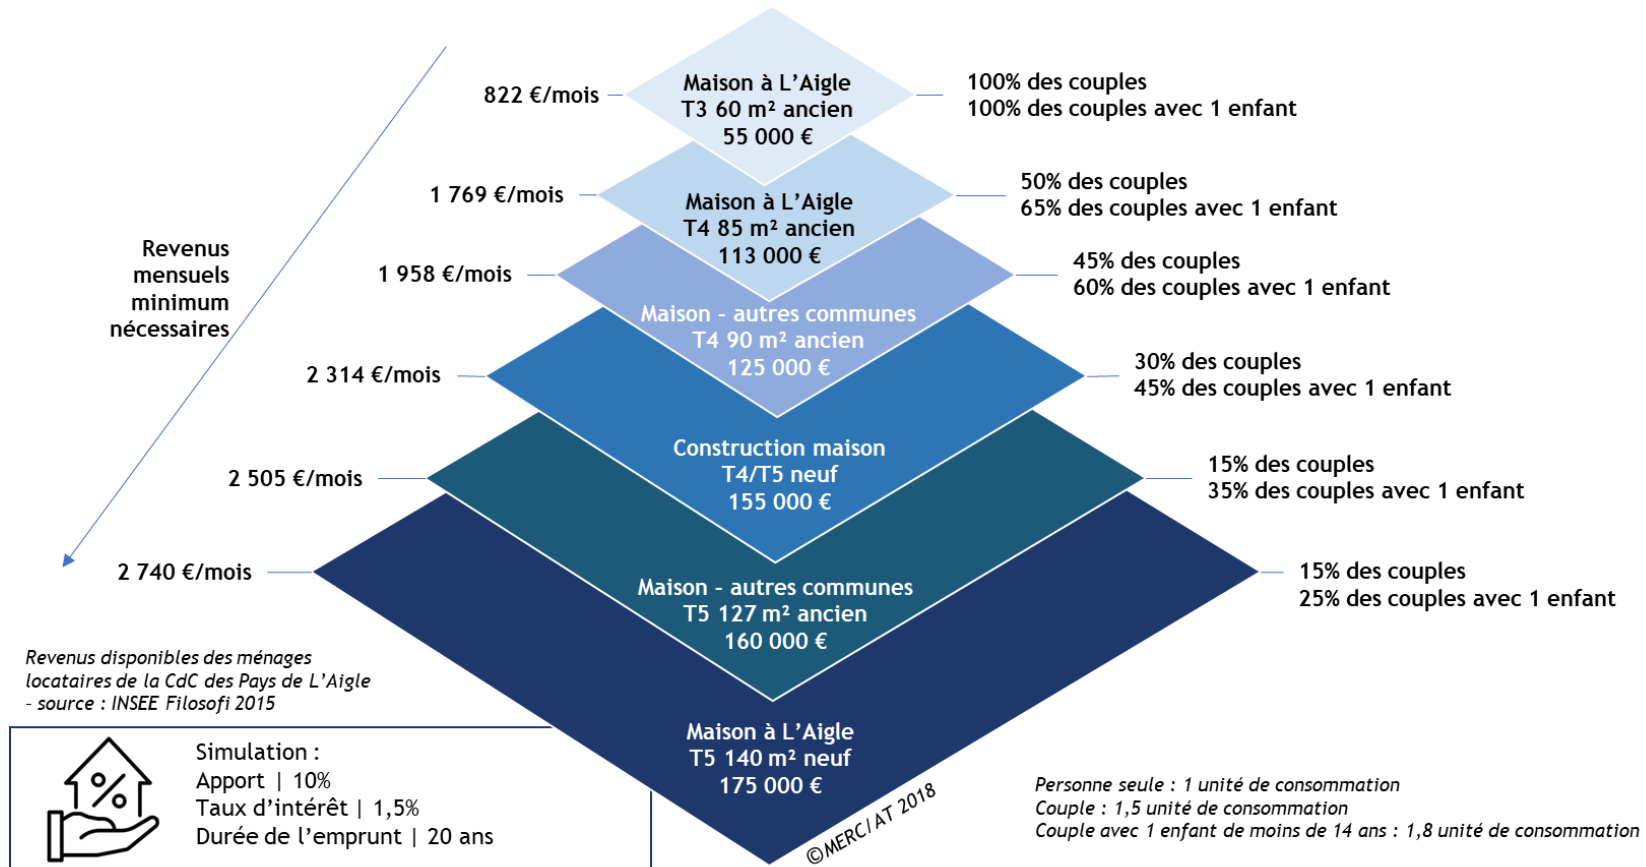 822 €/mois
Maison à L’Aigle
T3 60 m² ancien
55 000 €
100% des couples
100% des couples avec 1 enfant
1 769 €/mois
Maison à L’Aigle
T4 85 m² ancien
113 000 €
50% des couples
65% des couples avec 1 enfant
Revenus
mensuels
minimum
nécessaires
1 958 €/mois
Maison – autres communes
T4 90 m² ancien
125 000 €
45% des couples
60% des couples avec 1 enfant
2 314 €/mois
Construction maison
T4/T5 neuf
155 000 €
30% des couples
45% des couples avec 1 enfant
2 505 €/mois
Maison – autres communes
T5 127 m² ancien
160 000 €
15% des couples
35% des couples avec 1 enfant
2 740 €/mois
Maison à L’Aigle
T5 140 m² neuf
175 000 €
15% des couples
25% des couples avec 1 enfant
Revenus disponibles des ménages
locataires de la CdC des Pays de L’Aigle
– source : INSEE Filosofi 2015
Simulation :
Apport | 10%
Taux d’intérêt | 1,5%
Durée de l’emprunt | 20 ans
©MERC/AT 2018
Personne seule : 1 unité de consommation
Couple : 1,5 unité de consommation
Couple avec 1 enfant de moins de 14 ans : 1,8 unité de consommation